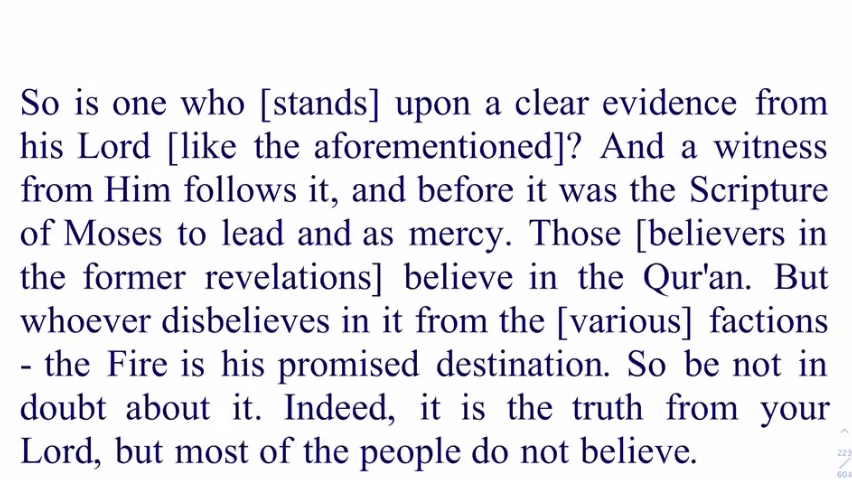 So is one who [stands] upon a clear evidence from
his Lord [like the aforementioned]? And a witness
from Him follows it, and before it was the Scripture
of Moses to lead and as mercy. Those [believers in
the former revelations] believe in the Qur'an. But
whoever disbelieves in it from the [various] factions
- the Fire is his promised destination. So be not in
doubt about it. Indeed, it is the truth from your
Lord, but most of the people do not believe.
223
/
604